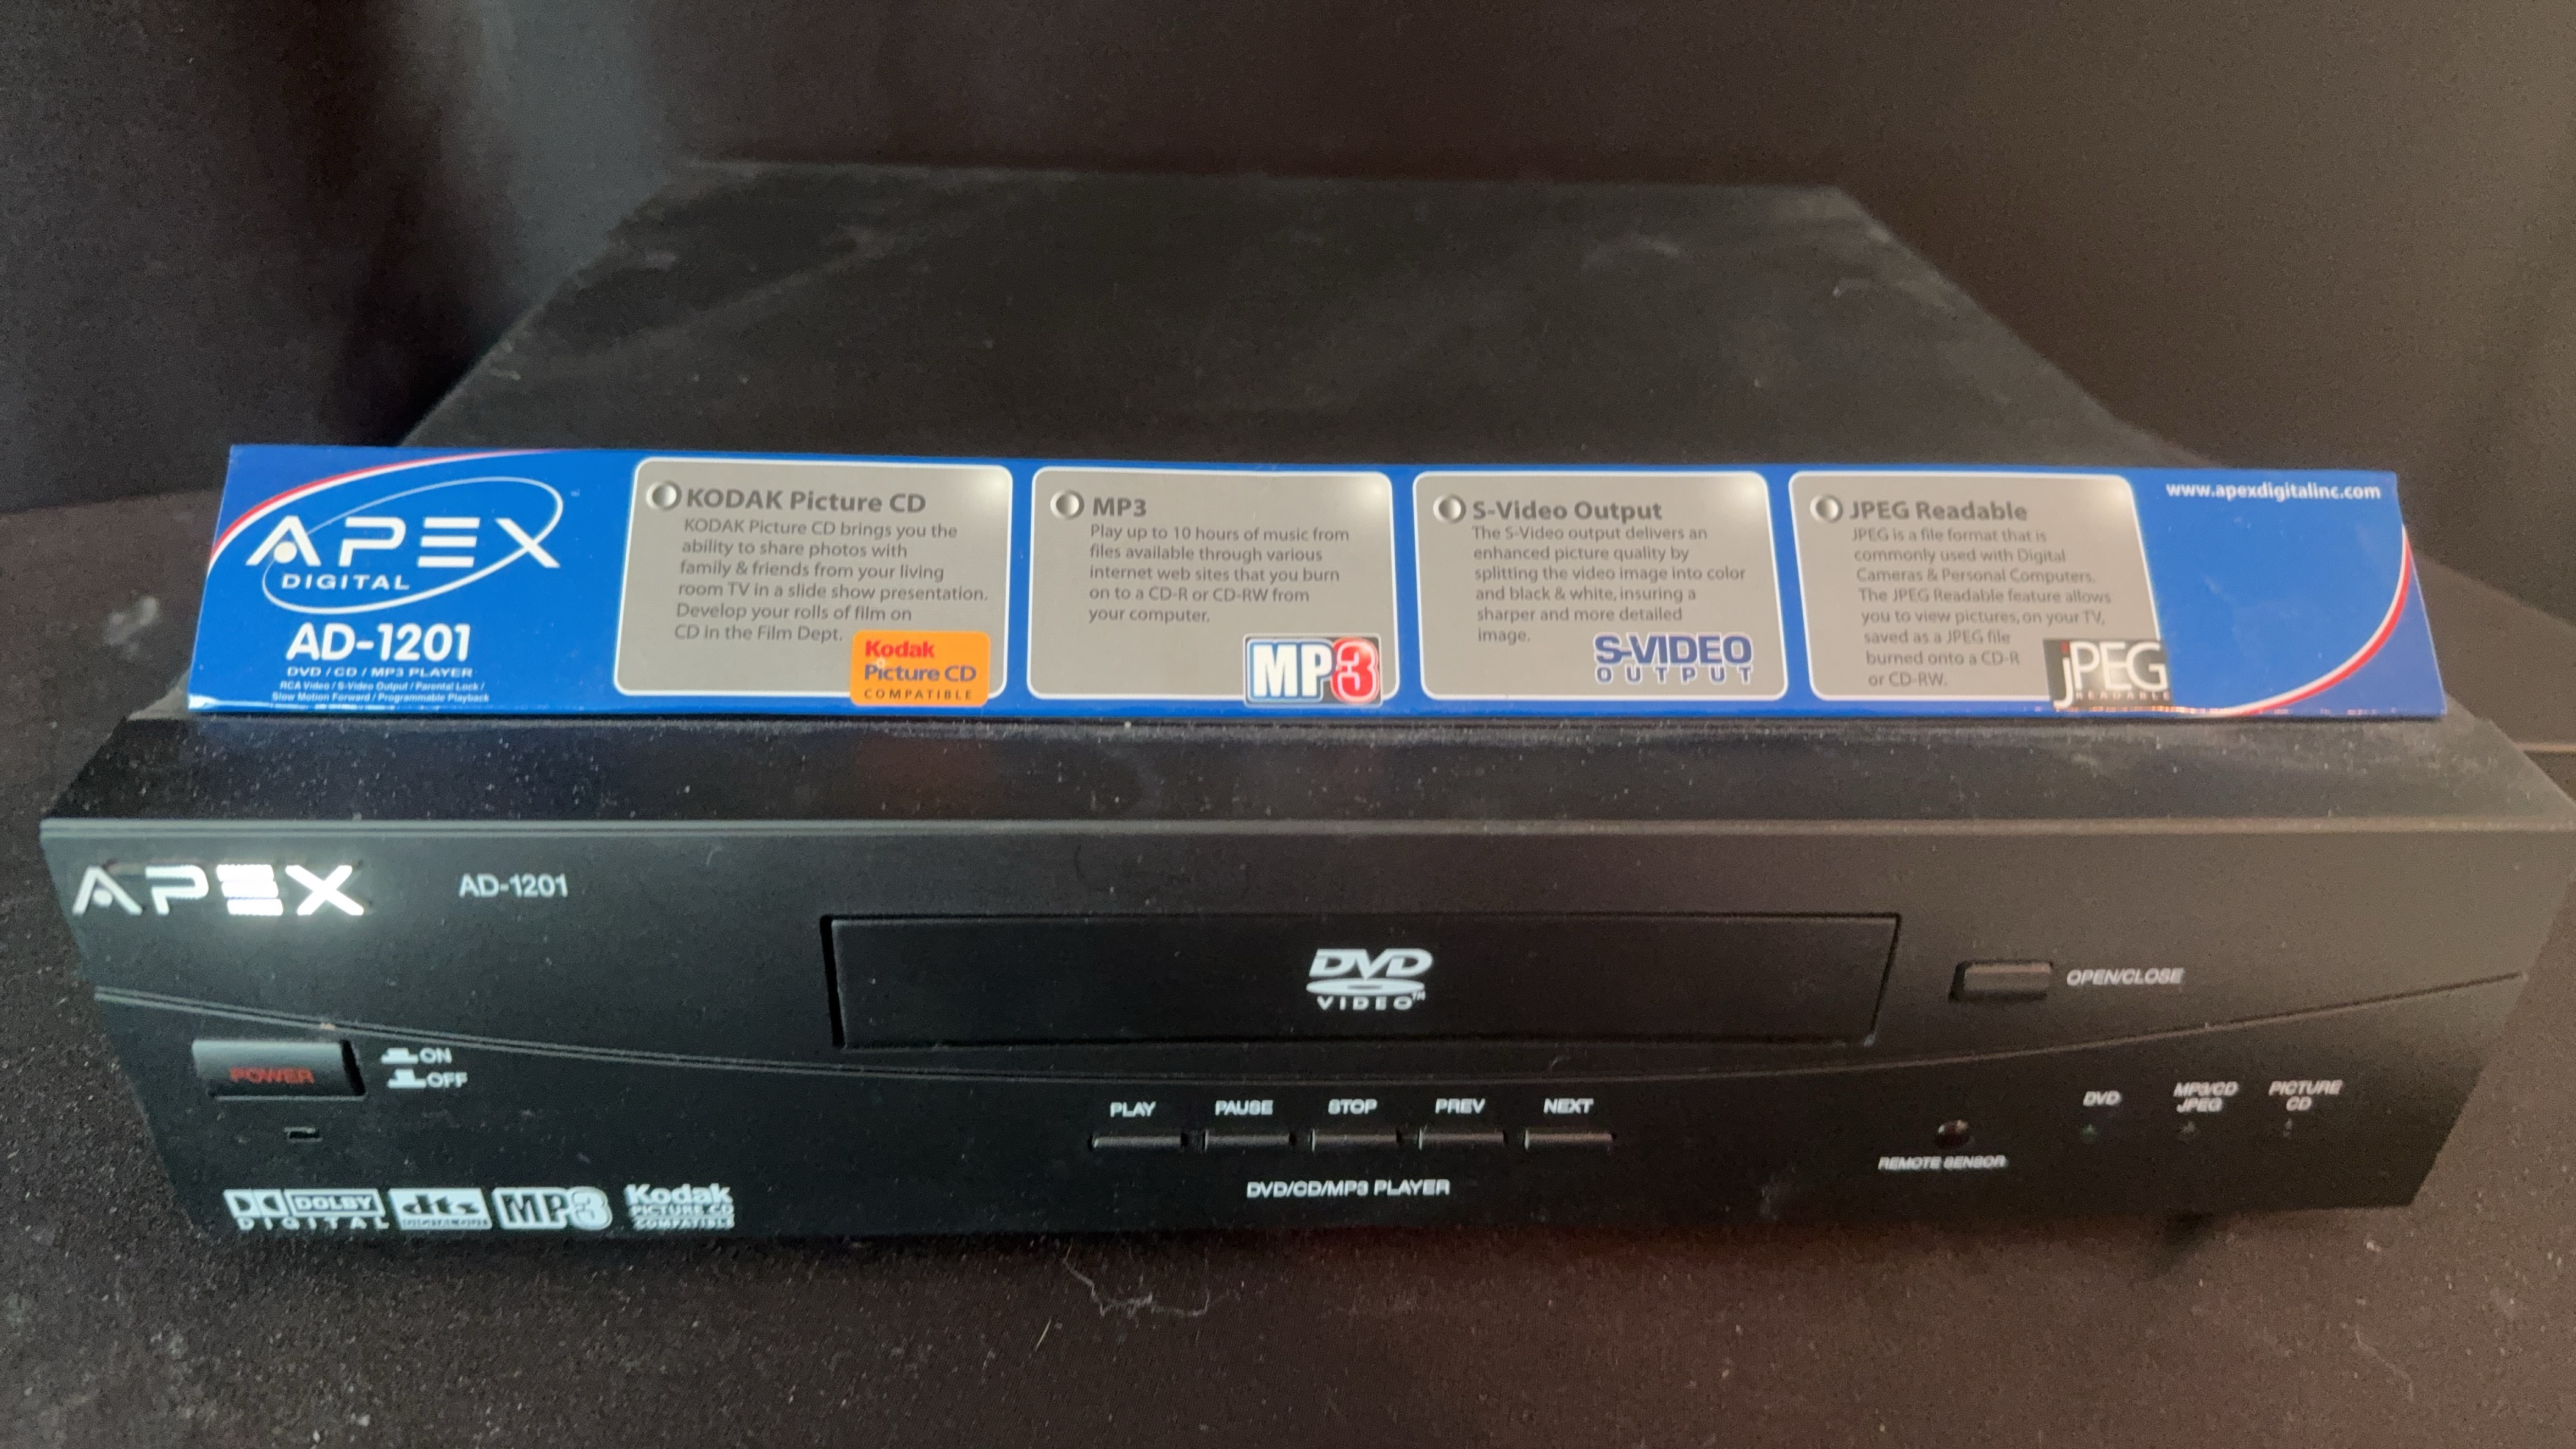 APEX
DIGITAL
AD-1201
DVD / CD / MP3 PLAYER
RCA Video / S-Video Output / Parental Lock /
Slow Motion Forward / Programmable Playback
KODAK Picture CD
KODAK Picture CD brings you the
ability to share photos with
family & friends from your living
room TV in a slide show presentation.
Develop your rolls of film on
CD in the Film Dept.
Kodak
Picture CD
COMPATIBLE
MP3
Play up to 10 hours of music from
files available through various
internet web sites that you burn
on to a CD-R or CD-RW from
your computer.
MP3
S-Video Output
The S-Video output delivers an
enhanced picture quality by
splitting the video image into color
and black & white, insuring a
sharper and more detailed
image.
S-VIDEO
OUTPUT
JPEG Readable
JPEG is a file format that is
commonly used with Digital
Cameras & Personal Computers.
The JPEG Readable feature allows
you to view pictures, on your TV,
saved as a JPEG file
burned onto a CD-R
or CD-RW.
jPEG
READABLE
www.apexdigitalinc.com
APEX
AD-1201
DVD
VIDEO™
OPEN/CLOSE
POWER
ON
OFF
PLAY
PAUSE
STOP
PREV
NEXT
DVD/CD/MP3 PLAYER
REMOTE SENSOR
DVD
MP3/CD
JPEG
PICTURE
CD
DOLBY
DIGITAL
dts
DIGITAL OUT
MP3
Kodak
PICTURE CD
COMPATIBLE